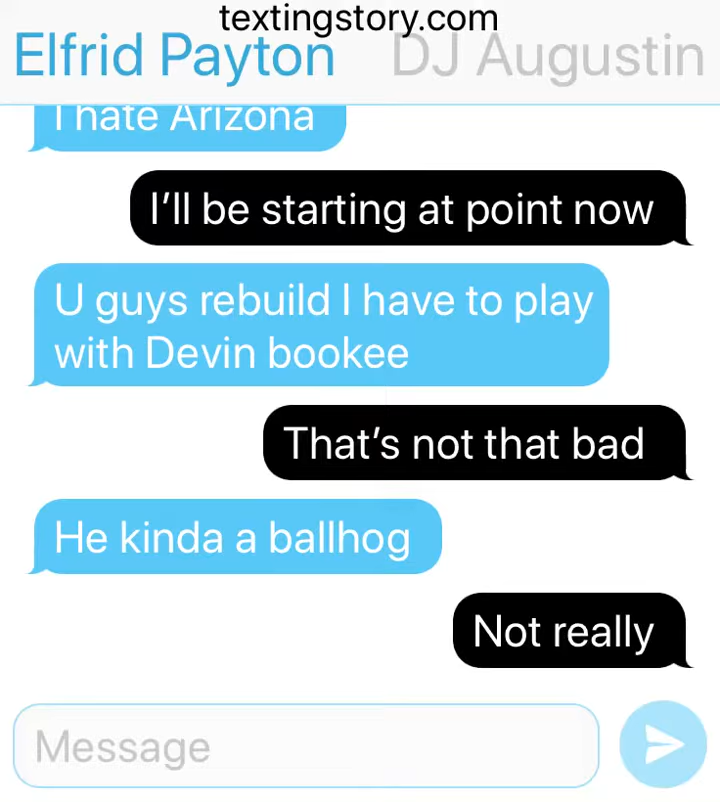 textingstory.com
Elfrid Payton DJ Augustin
I hate Arizona
I'll be starting at point now
U guys rebuild I have to play
with Devin bookee
That's not that bad
He kinda a ballhog
Not really
Message